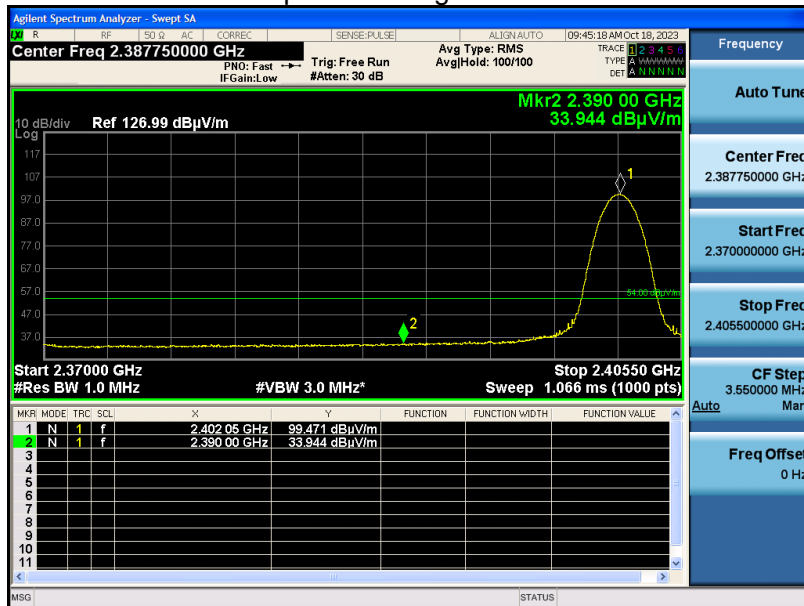 Agilent Spectrum Analyzer - Swept SA
LXI R RF 50 Ω AC CORREC SENSE:PULSE ALIGN AUTO 09:45:18 AM Oct 18, 2023
Center Freq 2.387750000 GHz
PNO: Fast
IFGain:Low
Trig: Free Run
#Atten: 30 dB
Avg Type: RMS
Avg|Hold: 100/100
TRACE 1 2 3 4 5 6
TYPE A WWWWW
DET A N N N N N
Mkr2 2.390 00 GHz
33.944 dBµV/m
10 dB/div Ref 126.99 dBµV/m
Log
117
107
97.0
87.0
77.0
67.0
57.0
47.0
37.0
1
2
54.00 dBµV/m
Start 2.37000 GHz Stop 2.40550 GHz
#Res BW 1.0 MHz #VBW 3.0 MHz* Sweep 1.066 ms (1000 pts)
MKR MODE TRC SCL X Y FUNCTION FUNCTION WIDTH FUNCTION VALUE
1 N 1 f 2.402 05 GHz 99.471 dBµV/m
2 N 1 f 2.390 00 GHz 33.944 dBµV/m
3
4
5
6
7
8
9
10
11
MSG STATUS
Frequency
Auto Tune
Center Freq
2.387750000 GHz
Start Freq
2.370000000 GHz
Stop Freq
2.405500000 GHz
CF Step
3.550000 MHz
Auto Man
Freq Offset
0 Hz